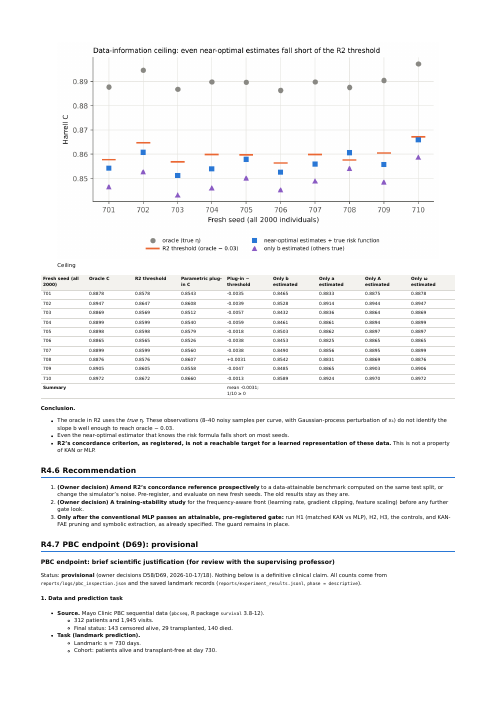 Data-information ceiling: even near-optimal estimates fall short of the R2 threshold
0.89
0.88
0.87
0.86
0.85
Harrell C
701 702 703 704 705 706 707 708 709 710
Fresh seed (all 2000 individuals)
oracle (true η)
R2 threshold (oracle − 0.03)
near-optimal estimates + true risk function
only b estimated (others true)
Ceiling
Fresh seed (all 2000) Oracle C R2 threshold Parametric plug-in C Plug-in − threshold Only b estimated Only a estimated Only A estimated Only ω estimated
701 0.8878 0.8578 0.8543 -0.0035 0.8465 0.8833 0.8875 0.8878
702 0.8947 0.8647 0.8608 -0.0039 0.8528 0.8914 0.8944 0.8947
703 0.8869 0.8569 0.8512 -0.0057 0.8432 0.8836 0.8864 0.8869
704 0.8899 0.8599 0.8540 -0.0059 0.8461 0.8861 0.8894 0.8899
705 0.8898 0.8598 0.8579 -0.0018 0.8503 0.8862 0.8897 0.8897
706 0.8865 0.8565 0.8526 -0.0038 0.8453 0.8825 0.8865 0.8865
707 0.8899 0.8599 0.8560 -0.0038 0.8490 0.8856 0.8895 0.8899
708 0.8876 0.8576 0.8607 +0.0031 0.8542 0.8831 0.8869 0.8876
709 0.8905 0.8605 0.8558 -0.0047 0.8485 0.8865 0.8903 0.8906
710 0.8972 0.8672 0.8660 -0.0013 0.8589 0.8924 0.8970 0.8972
Summary mean -0.0031; 1/10 ≥ 0
Conclusion.
• The oracle in R2 uses the true η. These observations (8–40 noisy samples per curve, with Gaussian-process perturbation of x₁) do not identify the
slope b well enough to reach oracle − 0.03.
• Even the near-optimal estimator that knows the risk formula falls short on most seeds.
• R2's concordance criterion, as registered, is not a reachable target for a learned representation of these data. This is not a property
of KAN or MLP.
R4.6 Recommendation
1. (Owner decision) Amend R2's concordance reference prospectively to a data-attainable benchmark computed on the same test split, or
change the simulator's noise. Pre-register, and evaluate on new fresh seeds. The old results stay as they are.
2. (Owner decision) A training-stability study for the frequency-aware front (learning rate, gradient clipping, feature scaling) before any further
gate look.
3. Only after the conventional MLP passes an attainable, pre-registered gate: run H1 (matched KAN vs MLP), H2, H3, the controls, and KAN-
FAE pruning and symbolic extraction, as already specified. The guard remains in place.
R4.7 PBC endpoint (D69): provisional
PBC endpoint: brief scientific justification (for review with the supervising professor)
Status: provisional (owner decisions D58/D69, 2026-10-17/18). Nothing below is a definitive clinical claim. All counts come from
reports/logs/pbc_inspection.json and the saved landmark records (reports/experiment_results.jsonl, phase = descriptive).
1. Data and prediction task
• Source. Mayo Clinic PBC sequential data (pbcseq, R package survival 3.8-12).
◦ 312 patients and 1,945 visits.
◦ Final status: 143 censored alive, 29 transplanted, 140 died.
• Task (landmark prediction).
◦ Landmark: s = 730 days.
◦ Cohort: patients alive and transplant-free at day 730.